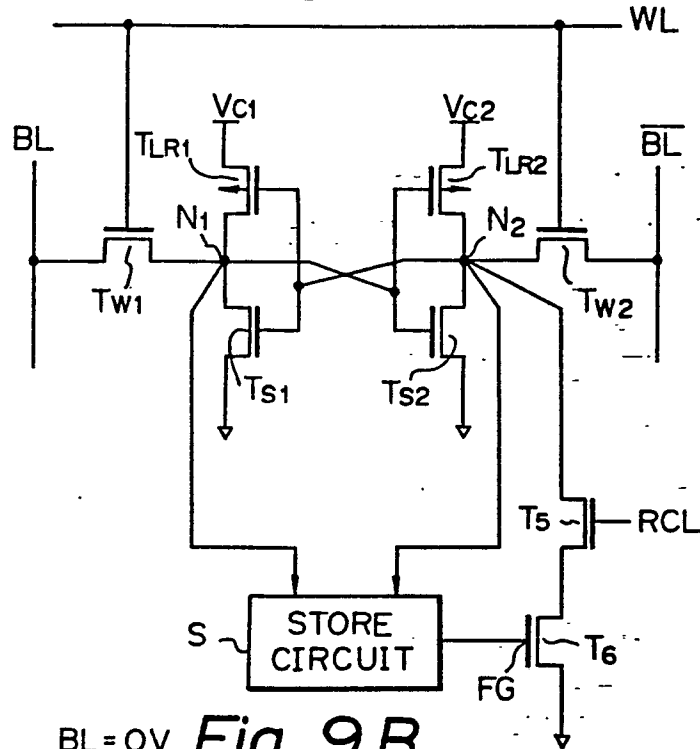 WL
VC1
VC2
BL
B̅L̅
TLR1
TLR2
N1
N2
TW1
TW2
TS1
TS2
T5
RCL
S
STORE
CIRCUIT
FG
T6
BL = 0V Fig. 9B